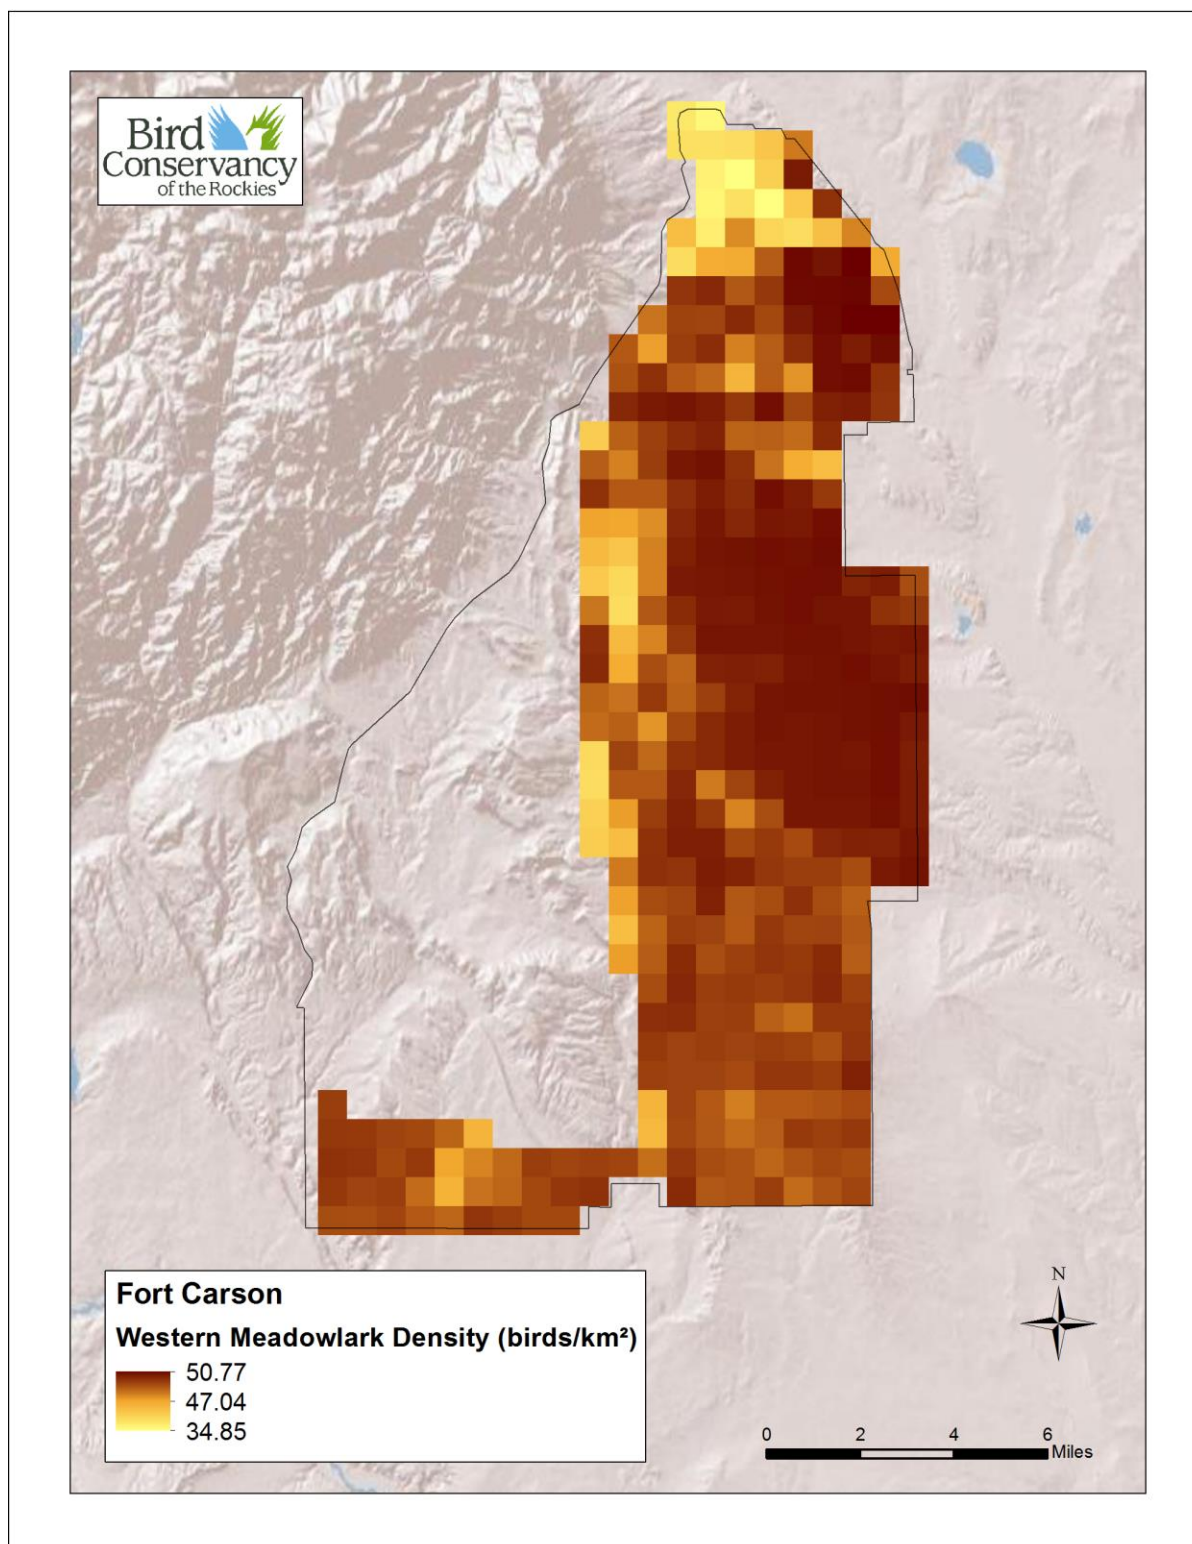 Bird
Conservancy
of the Rockies
Fort Carson
Western Meadowlark Density (birds/km²)
50.77
47.04
34.85
N
0 2 4 6
Miles